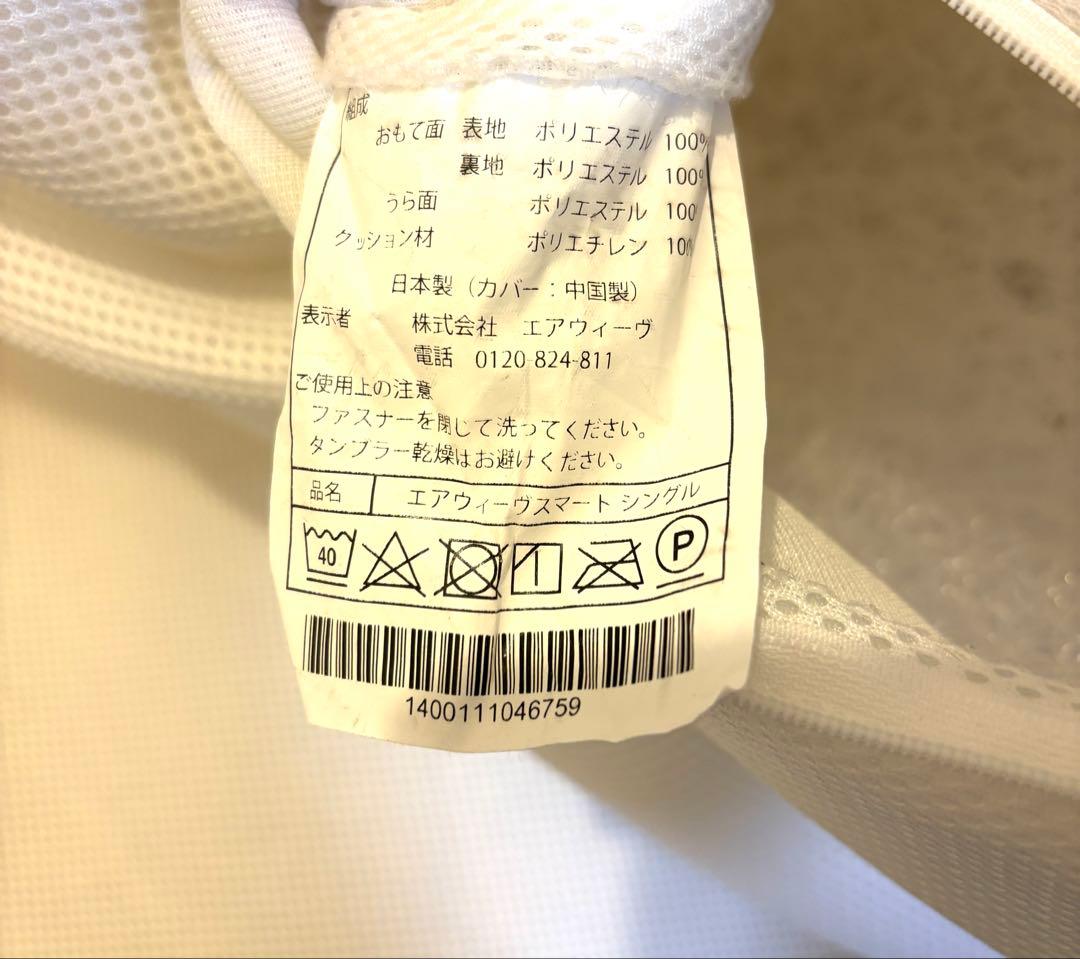 組成
おもて面 表地 ポリエステル 100%
裏地 ポリエステル 100%
うら面 ポリエステル 100
クッション材 ポリエチレン 100
日本製（カバー：中国製）
表示者 株式会社 エアウィーヴ
電話 0120-824-811
ご使用上の注意
ファスナーを閉じて洗ってください。
タンブラー乾燥はお避けください。
品名 エアウィーヴスマート シングル
40 P
1400111046759